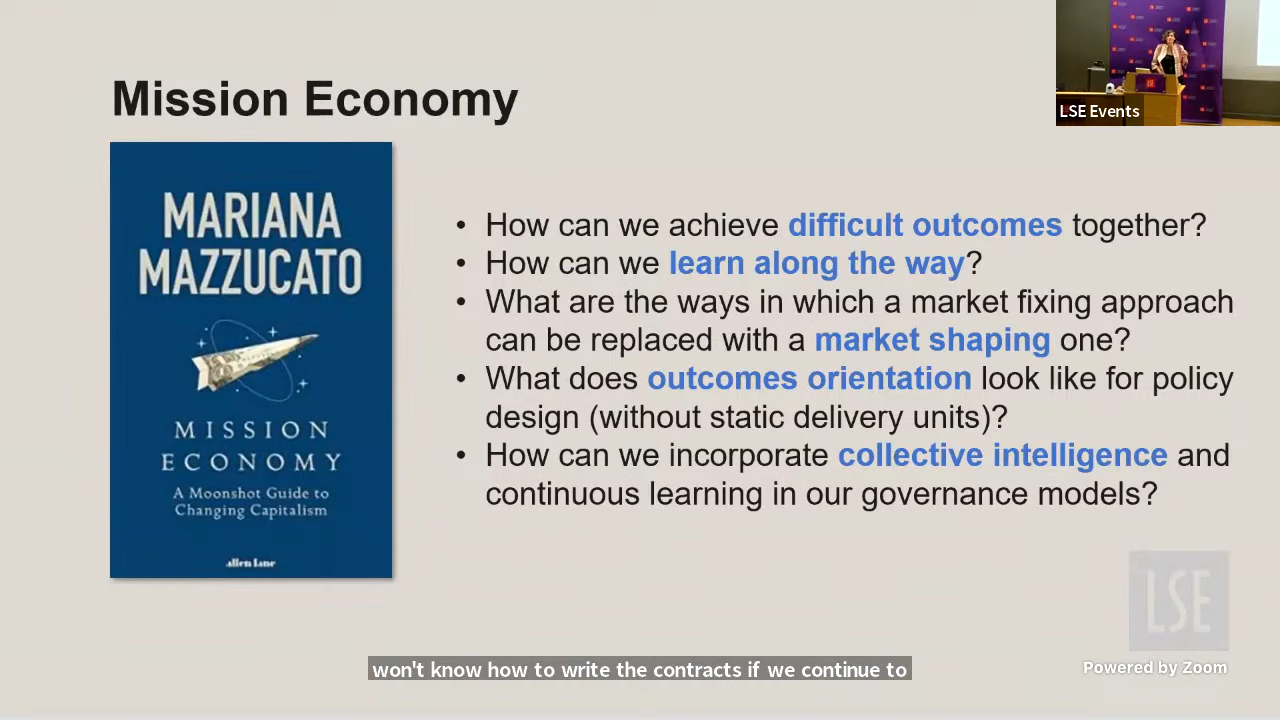 Mission Economy
LSE Events
MARIANA
MAZZUCATO
MISSION
ECONOMY
A Moonshot Guide to
Changing Capitalism
allen lane
• How can we achieve difficult outcomes together?
• How can we learn along the way?
• What are the ways in which a market fixing approach
can be replaced with a market shaping one?
• What does outcomes orientation look like for policy
design (without static delivery units)?
• How can we incorporate collective intelligence and
continuous learning in our governance models?
LSE
Powered by Zoom
won't know how to write the contracts if we continue to